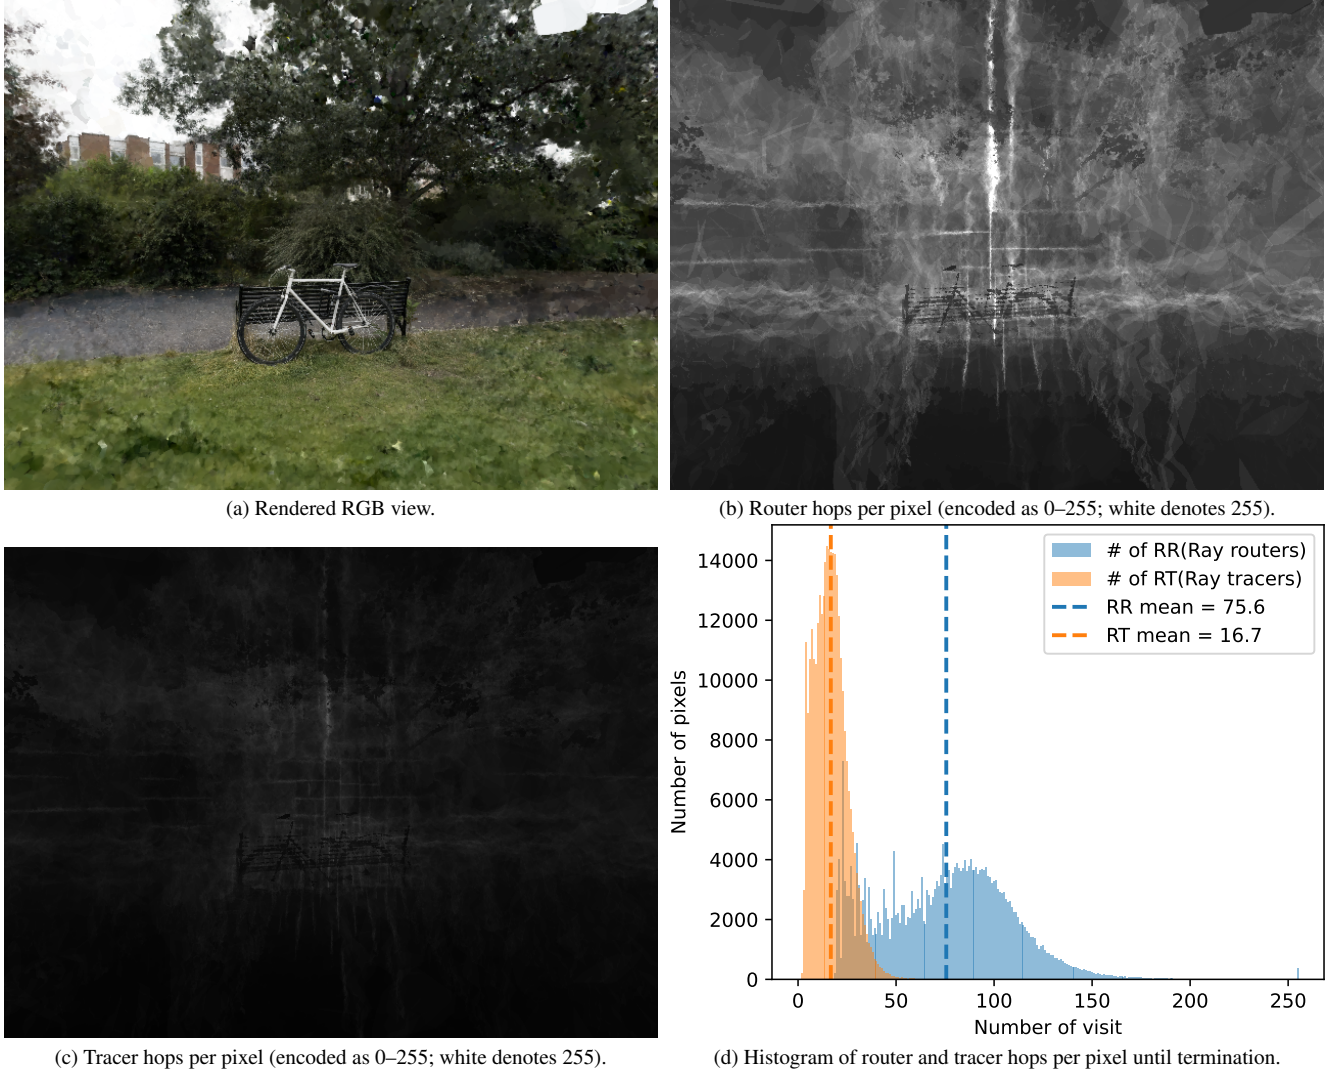 (a) Rendered RGB view.
(b) Router hops per pixel (encoded as 0–255; white denotes 255).
(c) Tracer hops per pixel (encoded as 0–255; white denotes 255).
14000
12000
10000
8000
6000
4000
2000
0
Number of pixels
# of RR(Ray routers)
# of RT(Ray tracers)
RR mean = 75.6
RT mean = 16.7
0 50 100 150 200 250
Number of visit
(d) Histogram of router and tracer hops per pixel until termination.